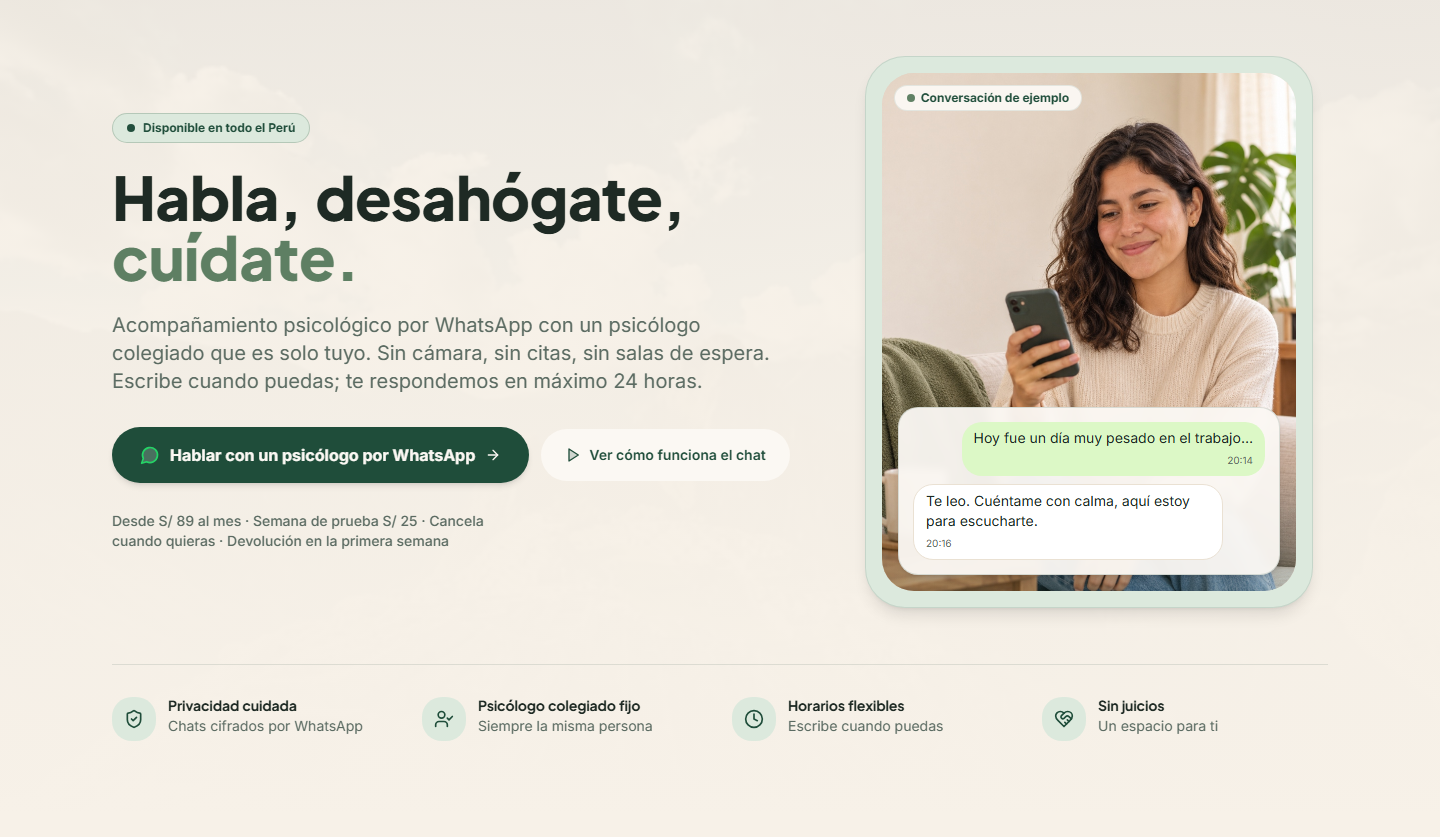 Disponible en todo el Perú
Habla, desahógate,
cuídate.
Acompañamiento psicológico por WhatsApp con un psicólogo
colegiado que es solo tuyo. Sin cámara, sin citas, sin salas de espera.
Escribe cuando puedas; te respondemos en máximo 24 horas.
Hablar con un psicólogo por WhatsApp →
Ver cómo funciona el chat
Desde S/ 89 al mes · Semana de prueba S/ 25 · Cancela
cuando quieras · Devolución en la primera semana
Conversación de ejemplo
Hoy fue un día muy pesado en el trabajo...
20:14
Te leo. Cuéntame con calma, aquí estoy
para escucharte.
20:16
Privacidad cuidada
Chats cifrados por WhatsApp
Psicólogo colegiado fijo
Siempre la misma persona
Horarios flexibles
Escribe cuando puedas
Sin juicios
Un espacio para ti